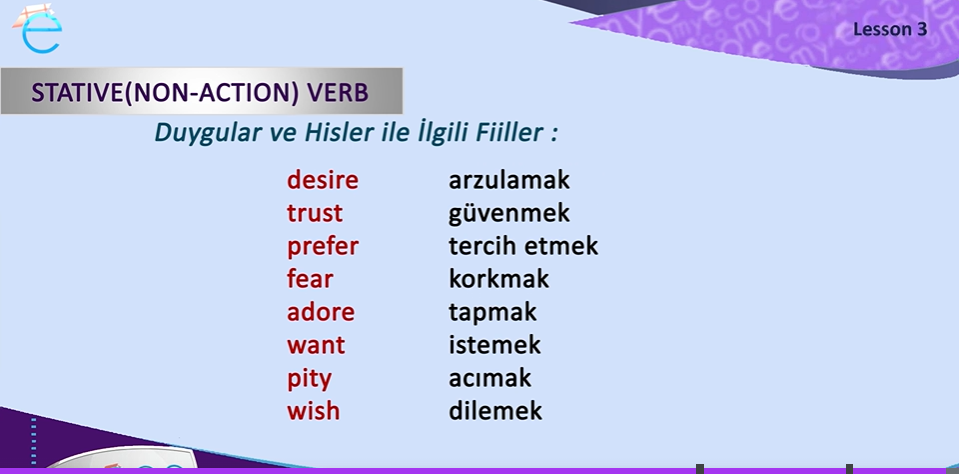 Lesson 3
STATIVE(NON-ACTION) VERB
Duygular ve Hisler ile İlgili Fiiller :
desire arzulamak
trust güvenmek
prefer tercih etmek
fear korkmak
adore tapmak
want istemek
pity acımak
wish dilemek